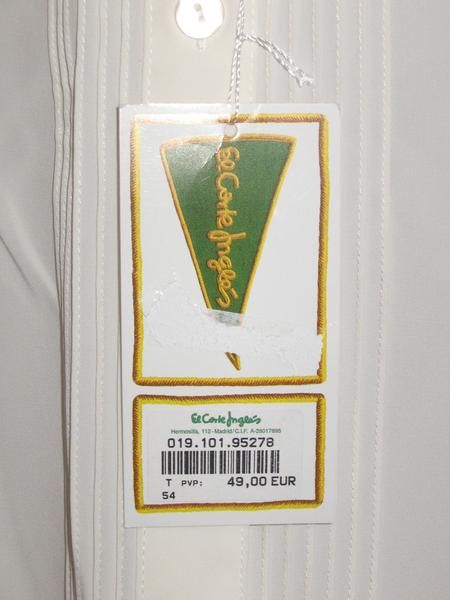 El Corte Inglés
El Corte Inglés
Hermosilla, 112 - Madrid / C.I.F. A-28017895
019.101.95278
T PVP: 49,00 EUR
54